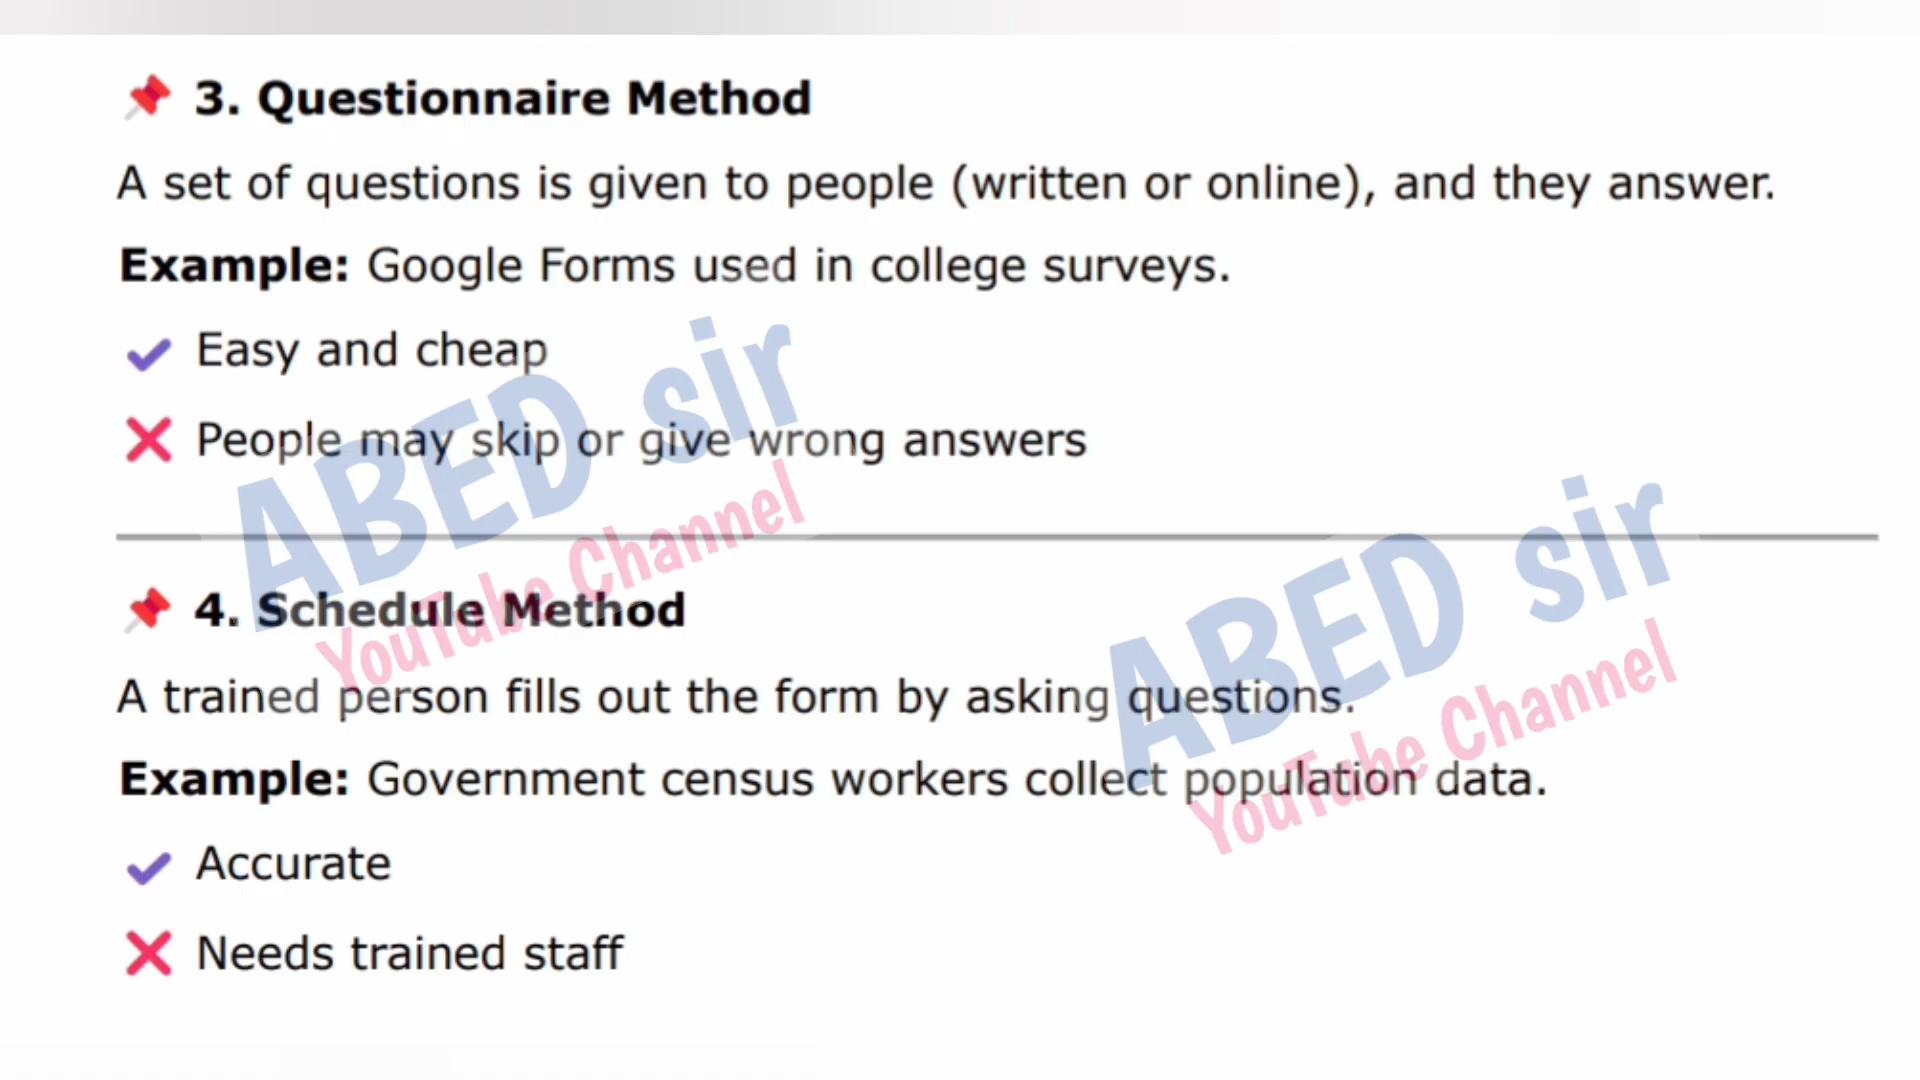 📌 3. Questionnaire Method
A set of questions is given to people (written or online), and they answer.
Example: Google Forms used in college surveys.
✔ Easy and cheap
❌ People may skip or give wrong answers
ABED sir
YouTube Channel
📌 4. Schedule Method
A trained person fills out the form by asking questions.
Example: Government census workers collect population data.
✔ Accurate
❌ Needs trained staff
ABED sir
YouTube Channel